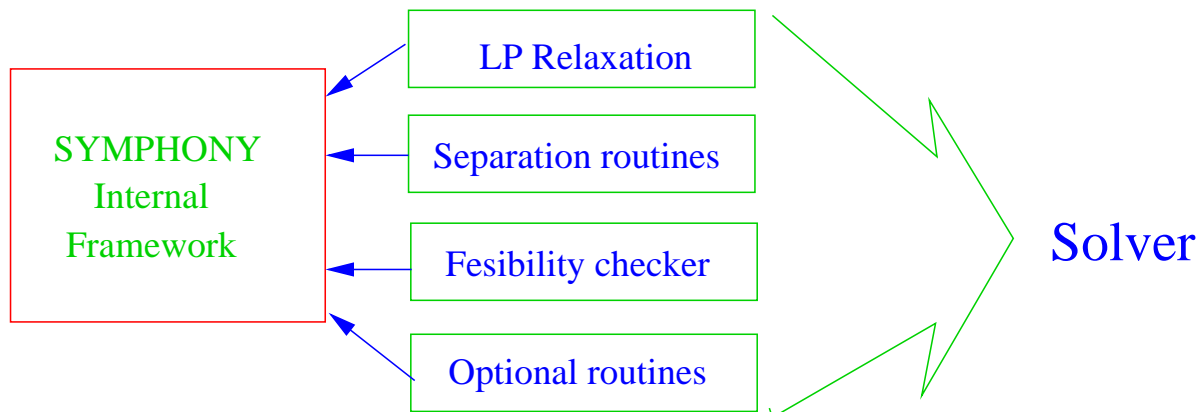 SYMPHONY
Internal
Framework
LP Relaxation
Separation routines
Fesibility checker
Optional routines
Solver